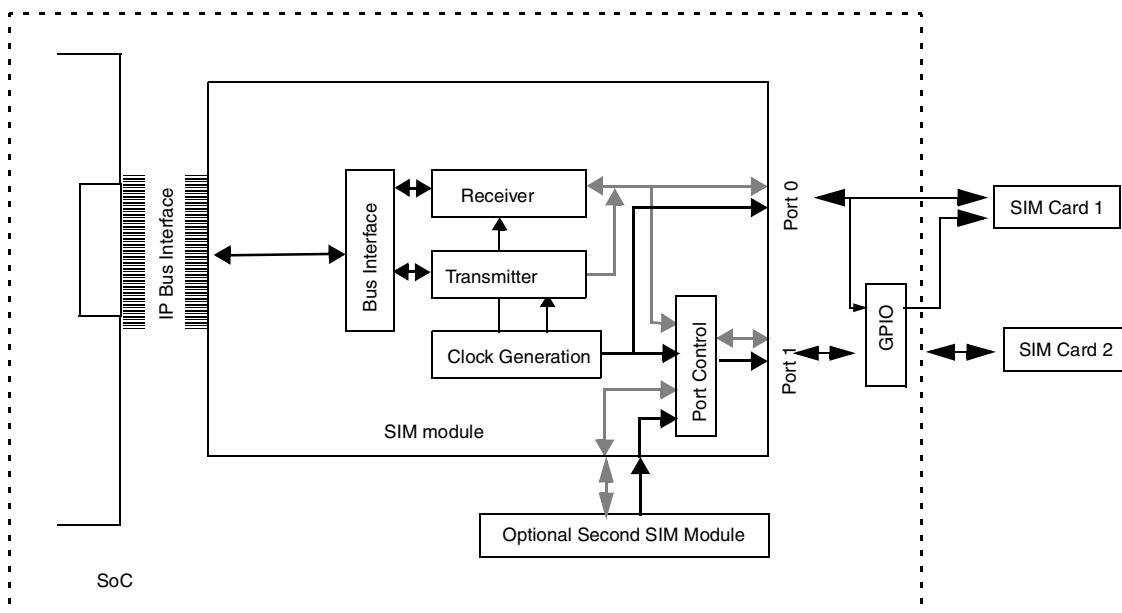 IP Bus Interface
Bus Interface
Receiver
Transmitter
Clock Generation
Port Control
SIM module
Port 0
Port 1
GPIO
SIM Card 1
SIM Card 2
Optional Second SIM Module
SoC